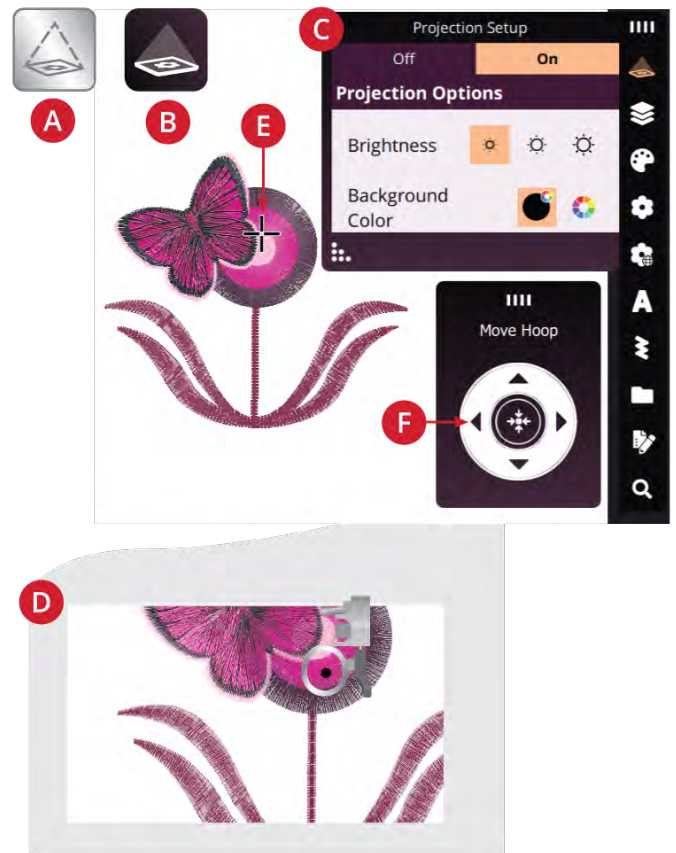 C
Projection Setup
Off
On
A
B
E
Projection Options
Brightness
Background
Color
A
Move Hoop
F
D